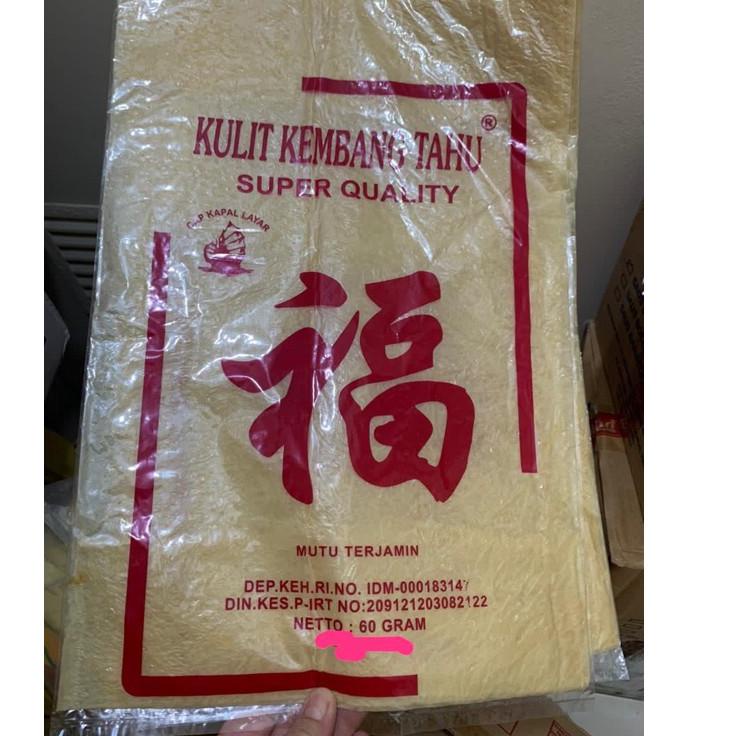 KULIT KEMBANG TAHU ®
SUPER QUALITY
CAP KAPAL LAYAR
福
MUTU TERJAMIN
DEP.KEH.RI.NO. IDM-000183147
DIN.KES.P-IRT NO:209121203082122
NETTO : 60 GRAM